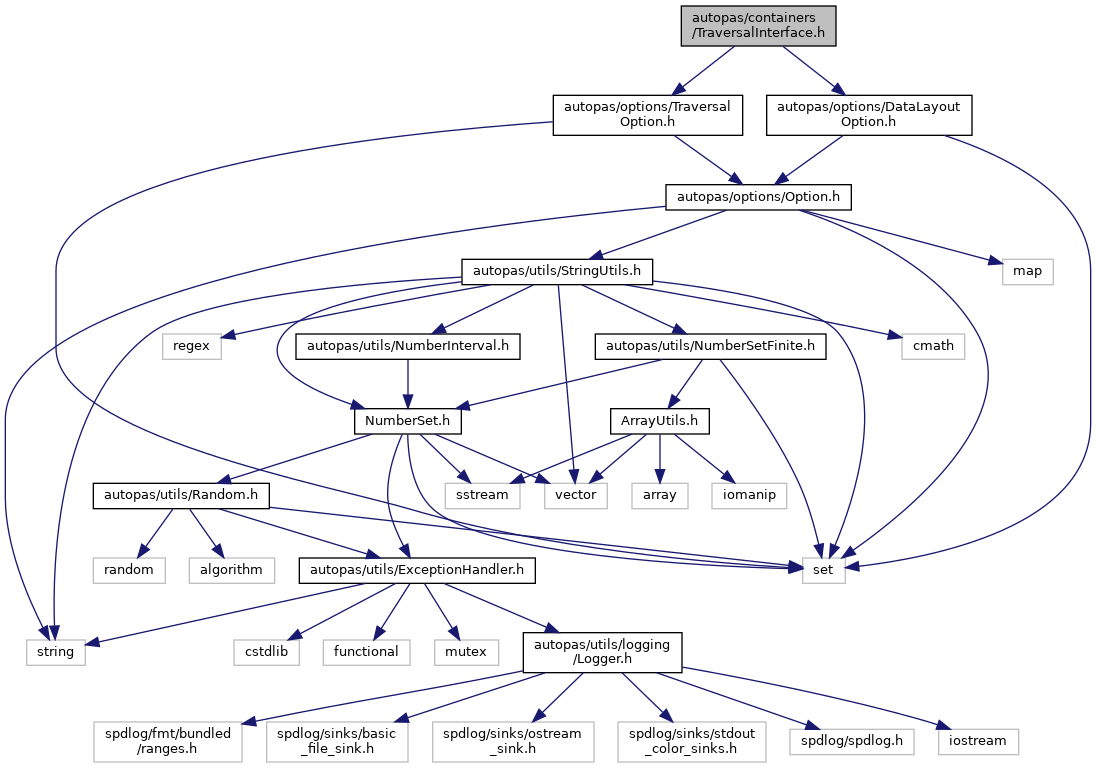 autopas/containers
/TraversalInterface.h
autopas/options/Traversal
Option.h
autopas/options/DataLayout
Option.h
autopas/options/Option.h
autopas/utils/StringUtils.h
map
regex
autopas/utils/NumberInterval.h
autopas/utils/NumberSetFinite.h
cmath
NumberSet.h
ArrayUtils.h
autopas/utils/Random.h
sstream
vector
array
iomanip
random
algorithm
autopas/utils/ExceptionHandler.h
set
string
cstdlib
functional
mutex
autopas/utils/logging
/Logger.h
spdlog/fmt/bundled
/ranges.h
spdlog/sinks/basic
_file_sink.h
spdlog/sinks/ostream
_sink.h
spdlog/sinks/stdout
_color_sinks.h
spdlog/spdlog.h
iostream